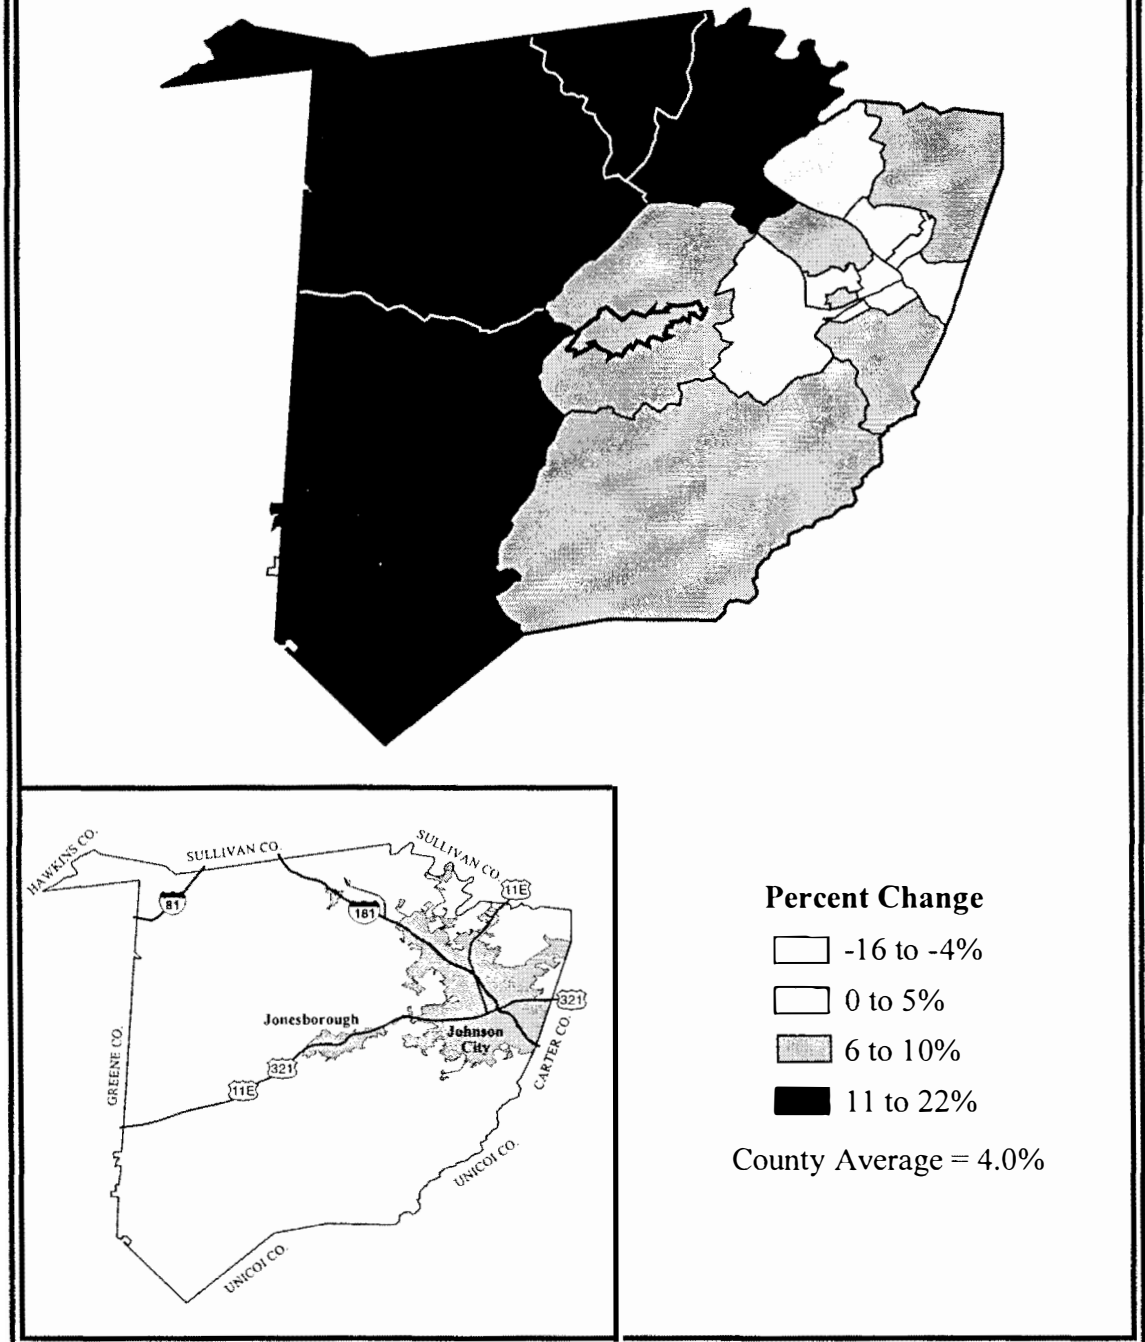 HAWKINS CO.
SULLIVAN CO.
SULLIVAN CO.
11E
81
181
321
Jonesborough
Johnson
City
GREENE CO.
321
11E
CARTER CO.
UNICOI CO.
UNICOI CO.
Percent Change
-16 to -4%
0 to 5%
6 to 10%
11 to 22%
County Average = 4.0%